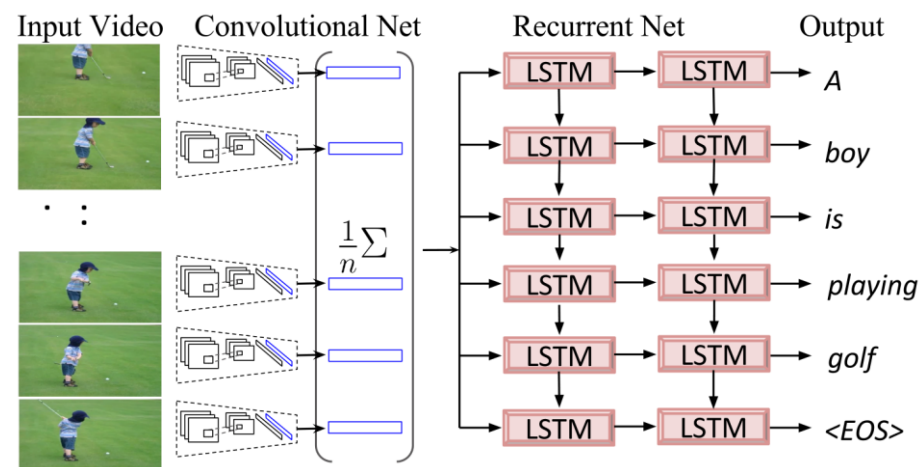 Input Video Convolutional Net Recurrent Net Output
LSTM LSTM A
LSTM LSTM boy
1/n ∑
LSTM LSTM is
LSTM LSTM playing
LSTM LSTM golf
LSTM LSTM <EOS>